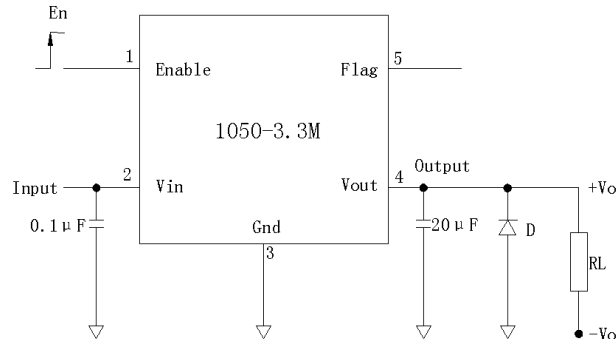 En
1
Enable
Flag
5
1050-3.3M
Input
2
Vin
Vout
4
Output
+Vo
0.1μF
Gnd
3
20μF
D
RL
-Vo